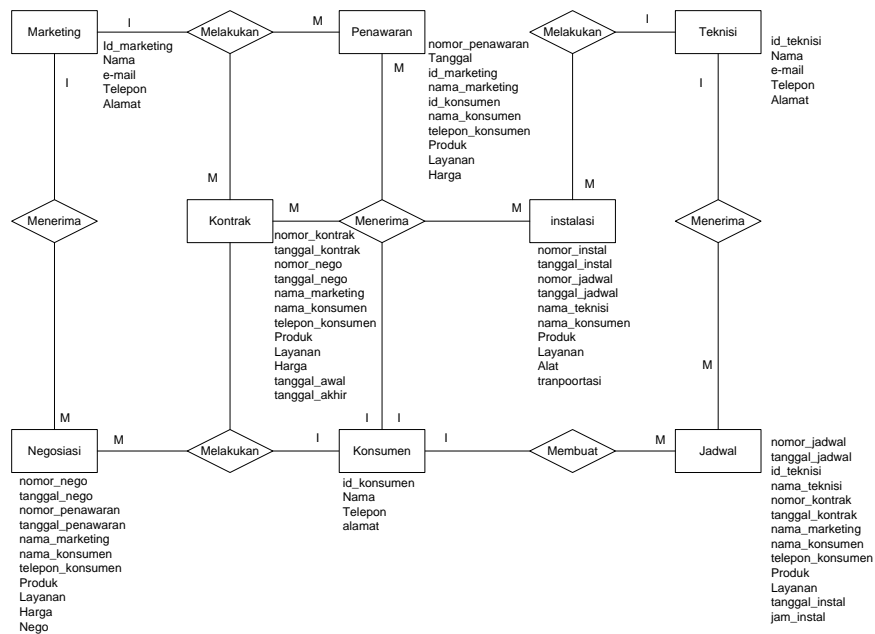 Marketing
I
Melakukan
M
Penawaran
Melakukan
I
Teknisi
Id_marketing
Nama
e-mail
Telepon
Alamat
nomor_penawaran
Tanggal
id_marketing
nama_marketing
id_konsumen
nama_konsumen
telepon_konsumen
Produk
Layanan
Harga
id_teknisi
Nama
e-mail
Telepon
Alamat
I
M
I
M
M
Menerima
Kontrak
M
Menerima
M
instalasi
Menerima
nomor_kontrak
tanggal_kontrak
nomor_nego
tanggal_nego
nama_marketing
nama_konsumen
telepon_konsumen
Produk
Layanan
Harga
tanggal_awal
tanggal_akhir
nomor_instal
tanggal_instal
nomor_jadwal
tanggal_jadwal
nama_teknisi
nama_konsumen
Produk
Layanan
Alat
tranpoortasi
M
M
I
I
Negosiasi
M
Melakukan
I
Konsumen
I
Membuat
M
Jadwal
nomor_nego
tanggal_nego
nomor_penawaran
tanggal_penawaran
nama_marketing
nama_konsumen
telepon_konsumen
Produk
Layanan
Harga
Nego
id_konsumen
Nama
Telepon
alamat
nomor_jadwal
tanggal_jadwal
id_teknisi
nama_teknisi
nomor_kontrak
tanggal_kontrak
nama_marketing
nama_konsumen
telepon_konsumen
Produk
Layanan
tanggal_instal
jam_instal